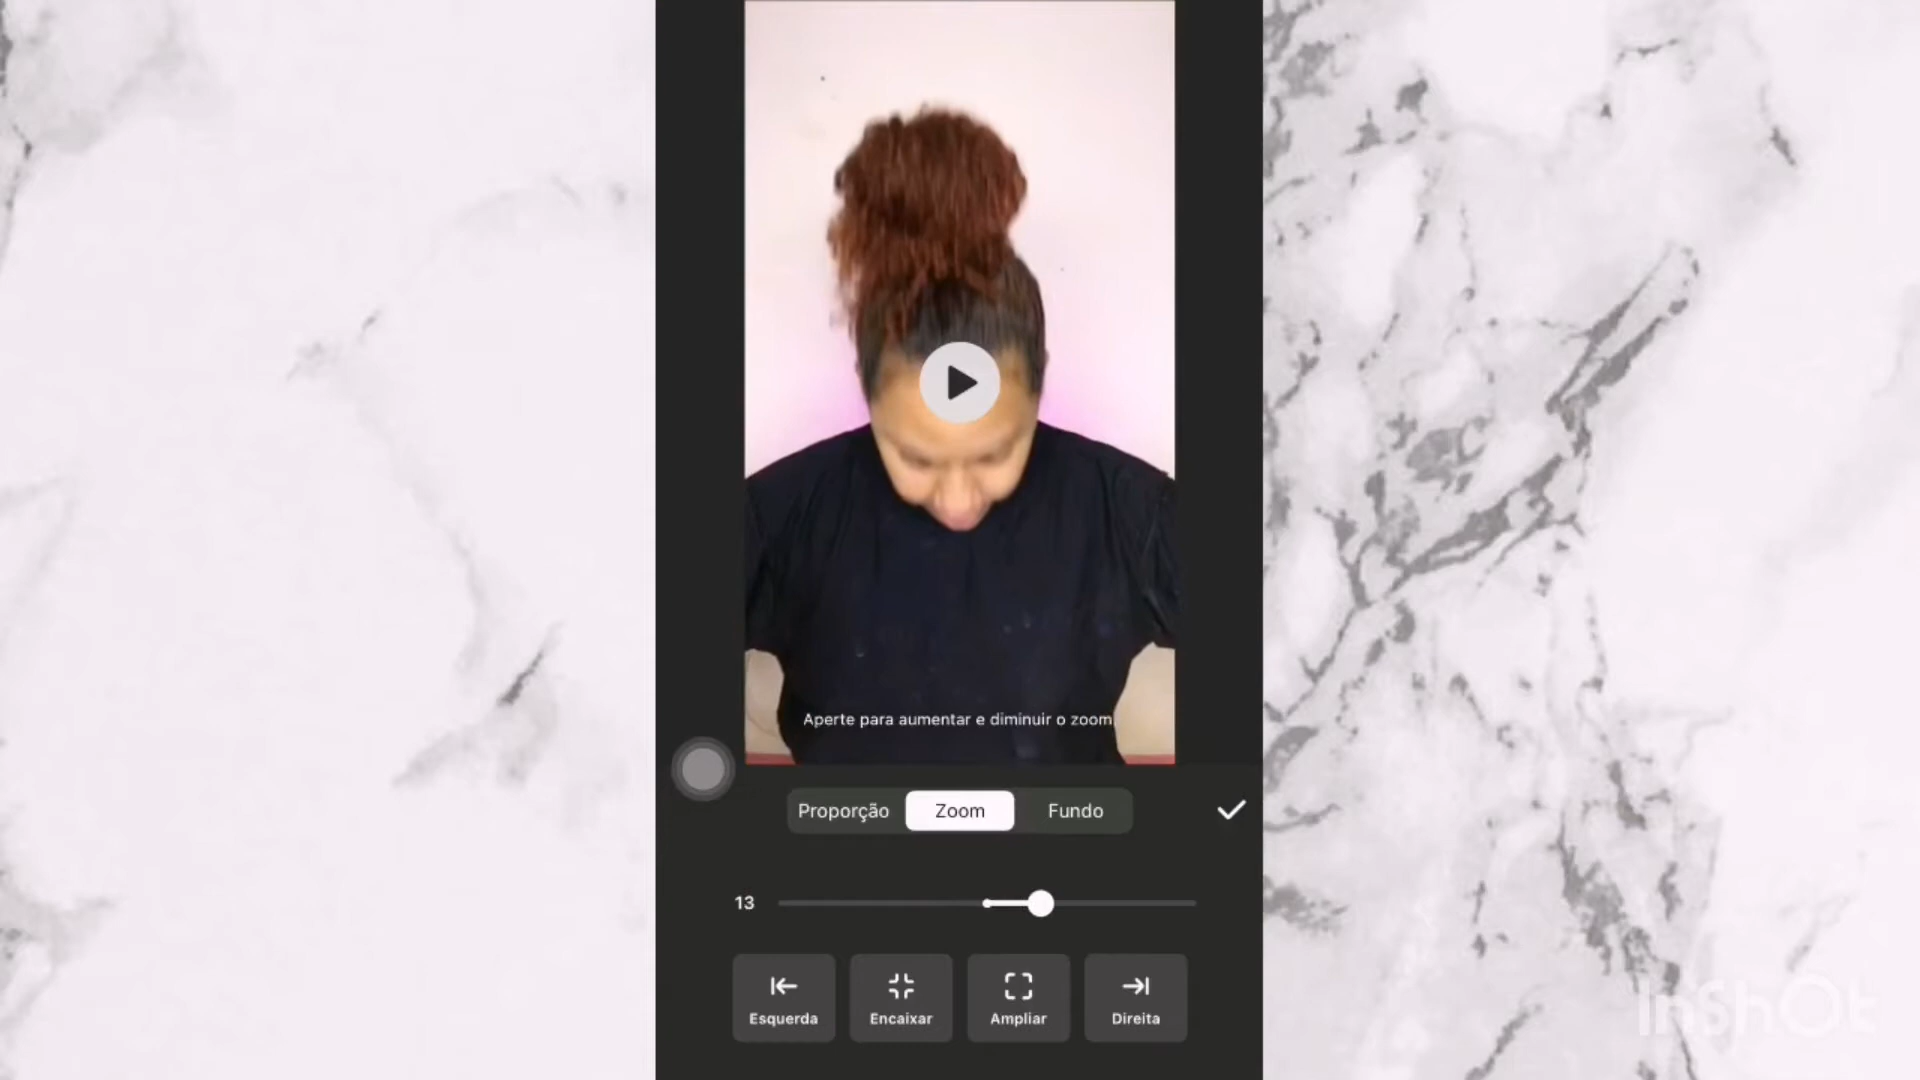 Aperte para aumentar e diminuir o zoom
Proporção Zoom Fundo
13
Esquerda Encaixar Ampliar Direita
InShOt